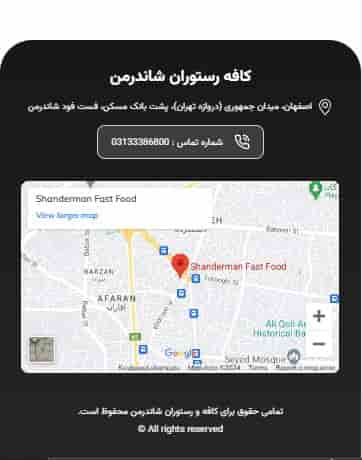 کافه رستوران شاندرمن
اصفهان، میدان جمهوری (دروازه تهران)، پشت بانک مسکن، فست فود شاندرمن
شماره تماس : 03133386800
Shanderman Fast Food
View larger map
Shanderman Fast Food
BARZAN
AFARAN
Ali Qoli
Historical Ba
Seyed Mosque
Google
Keyboard shortcuts Map data ©2024 Terms Report a map error
تمامی حقوق برای کافه و رستوران شاندرمن محفوظ است.
© All rights reserved